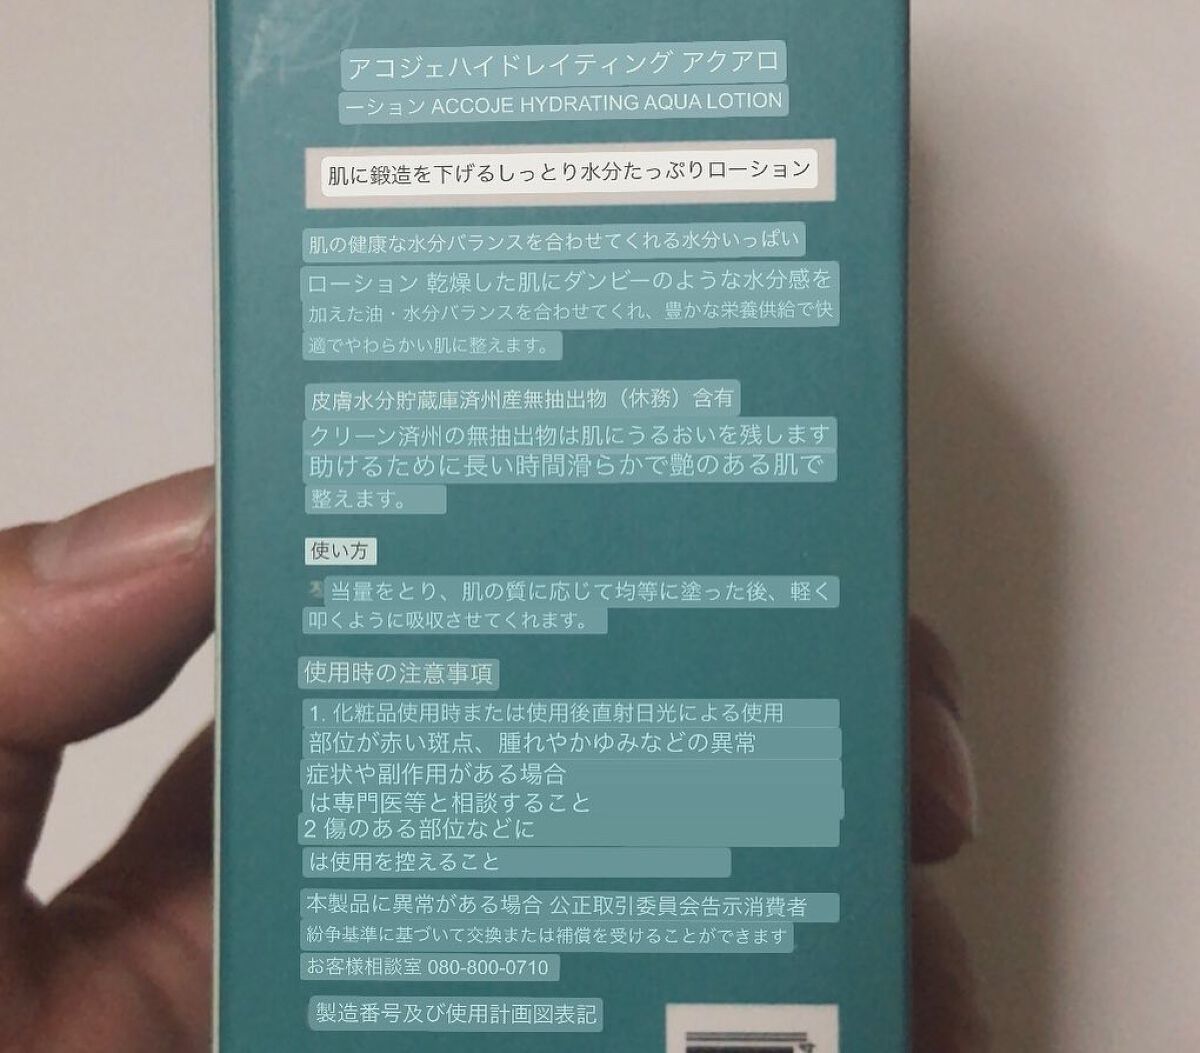 アコジェハイドレイティング アクアロ
ーション ACCOJE HYDRATING AQUA LOTION
肌に鍛造を下げるしっとり水分たっぷりローション
肌の健康な水分バランスを合わせてくれる水分いっぱい
ローション 乾燥した肌にダンビーのような水分感を
加えた油・水分バランスを合わせてくれ、豊かな栄養供給で快
適でやわらかい肌に整えます。
皮膚水分貯蔵庫済州産無抽出物（休務）含有
クリーン済州の無抽出物は肌にうるおいを残します
助けるために長い時間滑らかで艶のある肌で
整えます。
使い方
当量をとり、肌の質に応じて均等に塗った後、軽く
叩くように吸収させてくれます。
使用時の注意事項
1. 化粧品使用時または使用後直射日光による使用
部位が赤い斑点、腫れやかゆみなどの異常
症状や副作用がある場合
は専門医等と相談すること
2 傷のある部位などに
は使用を控えること
本製品に異常がある場合 公正取引委員会告示消費者
紛争基準に基づいて交換または補償を受けることができます
お客様相談室 080-800-0710
製造番号及び使用計画図表記